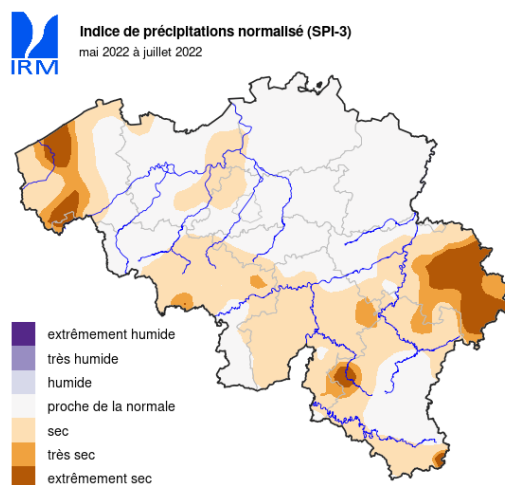 Indice de précipitations normalisé (SPI-3)
mai 2022 à juillet 2022
IRM
extrêmement humide
très humide
humide
proche de la normale
sec
très sec
extrêmement sec